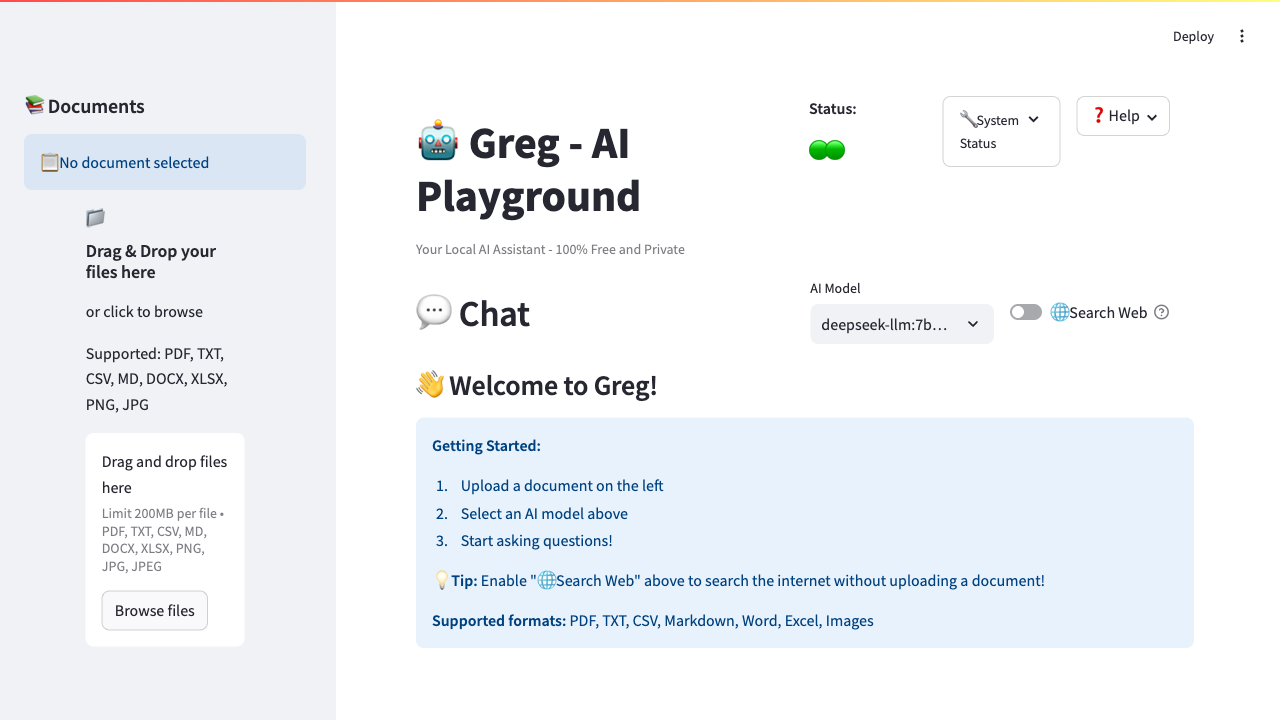 Deploy
📚Documents
📋No document selected
📁
Drag & Drop your
files here
or click to browse
Supported: PDF, TXT,
CSV, MD, DOCX, XLSX,
PNG, JPG
Drag and drop files
here
Limit 200MB per file •
PDF, TXT, CSV, MD,
DOCX, XLSX, PNG,
JPG, JPEG
Browse files
🤖 Greg - AI
Playground
Your Local AI Assistant - 100% Free and Private
Status:
🟢🟢
🔧System
Status
❓Help
💬 Chat
AI Model
deepseek-llm:7b…
🌐Search Web
👋 Welcome to Greg!
Getting Started:
1. Upload a document on the left
2. Select an AI model above
3. Start asking questions!
💡Tip: Enable "🌐Search Web" above to search the internet without uploading a document!
Supported formats: PDF, TXT, CSV, Markdown, Word, Excel, Images